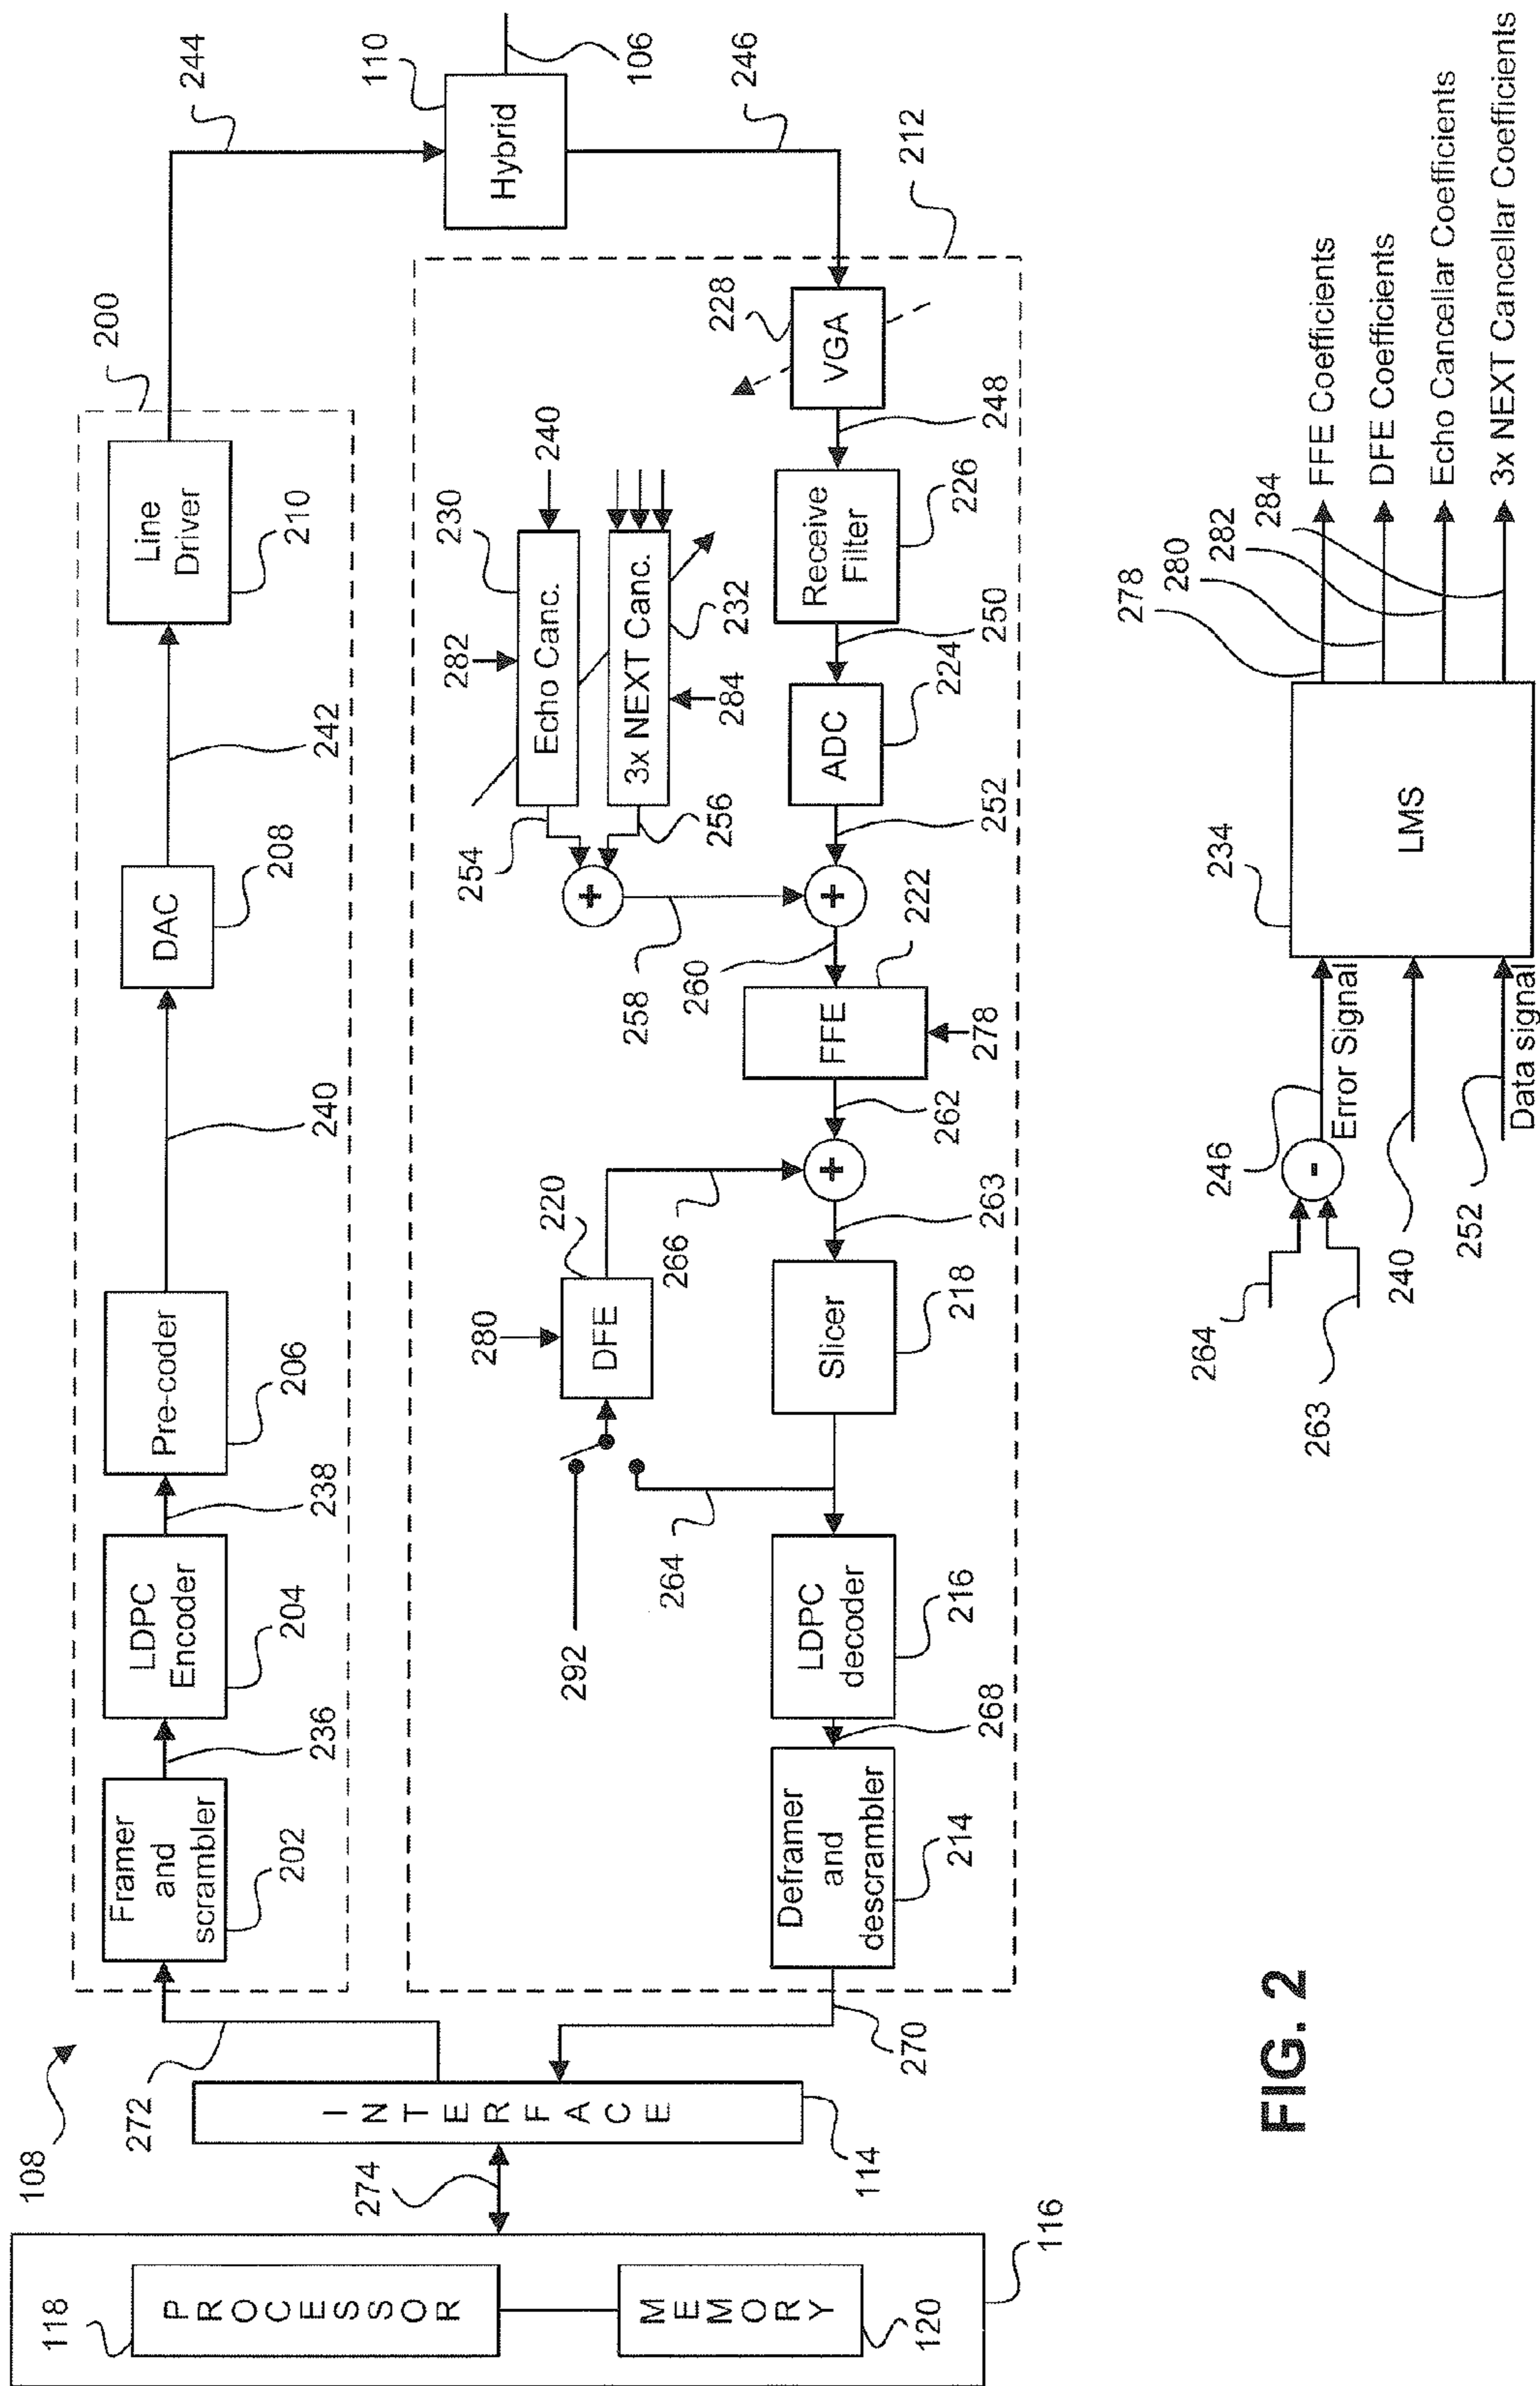 108
118
PROCESSOR
MEMORY
120
116
274
INTERFACE
114
272
270
200
Framer
and
scrambler
202
236
LDPC
Encoder
204
238
Pre-coder
206
240
DAC
208
242
Line
Driver
210
244
110
Hybrid
106
246
212
228
VGA
248
Receive
Filter
226
250
ADC
224
252
240
230
Echo Canc.
282
3x NEXT Canc.
232
284
254
256
258
260
222
FFE
278
262
220
DFE
280
266
263
Slicer
218
292
264
LDPC
decoder
216
268
Deframer
and
descrambler
214
264
263
246
Error Signal
240
252
Data signal
234
LMS
278
280
282
284
FFE Coefficients
DFE Coefficients
Echo Cancellar Coefficients
3x NEXT Cancellar Coefficients
FIG. 2